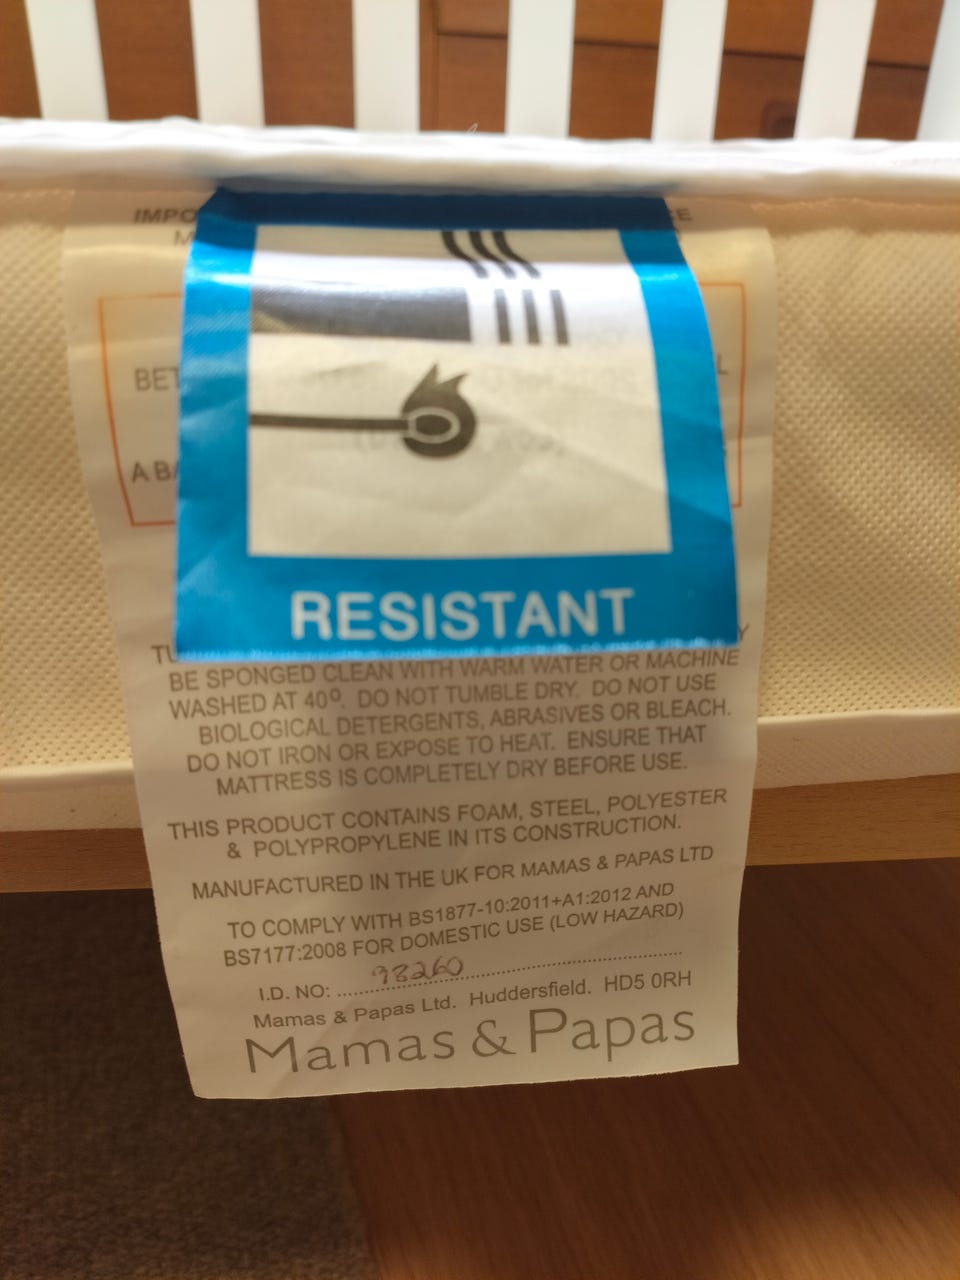 IMPO
CE
M
BET
L
A BA
RESISTANT
Y
BE SPONGED CLEAN WITH WARM WATER OR MACHINE
WASHED AT 40º. DO NOT TUMBLE DRY. DO NOT USE
BIOLOGICAL DETERGENTS, ABRASIVES OR BLEACH.
DO NOT IRON OR EXPOSE TO HEAT. ENSURE THAT
MATTRESS IS COMPLETELY DRY BEFORE USE.
THIS PRODUCT CONTAINS FOAM, STEEL, POLYESTER
& POLYPROPYLENE IN ITS CONSTRUCTION.
MANUFACTURED IN THE UK FOR MAMAS & PAPAS LTD
TO COMPLY WITH BS1877-10:2011+A1:2012 AND
BS7177:2008 FOR DOMESTIC USE (LOW HAZARD)
I.D. NO: 98260
Mamas & Papas Ltd. Huddersfield. HD5 0RH
Mamas & Papas